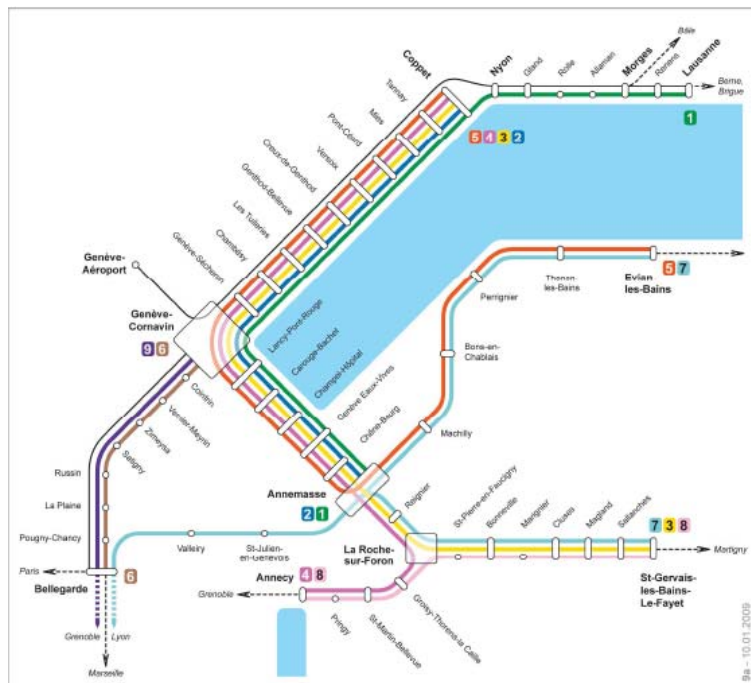 Bâle
Coppet
Nyon
Gland
Rolle
Allaman
Morges
Renens
Lausanne
Berne,
Brigue
1
Tannay
Mies
Pont-Céard
Versoix
Creux-de-Genthod
Genthod-Bellevue
Les Tuileries
Chambésy
Genève-Sécheron
5 4 3 2
Genève-
Aéroport
Genève-
Cornavin
9 6
Evian
les-Bains
5 7
Thonon
les-Bains
Perrignier
Bons-en-
Chablais
Machilly
Lancy-Pont-Rouge
Carouge-Bachet
Champel-Hôpital
Genève Eaux-Vives
Chêne-Bourg
Cointrin
Vernier-Meyrin
Zimeysa
Satigny
Russin
La Plaine
Pougny-Chancy
Annemasse
2 1
Reignier
St-Pierre-en-Faucigny
Bonneville
Marignier
Cluses
Magland
Sallanches
7 3 8
Martigny
St-Gervais-
les-Bains-
Le-Fayet
Valleiry
St-Julien-
en-Genevois
La Roche-
sur-Foron
Paris
Bellegarde
6
Grenoble
Lyon
Marseille
Annecy
4 8
Grenoble
Pringy
St-Martin-Bellevue
Groisy-Thorens-la Caille
9a - 10.01.2009